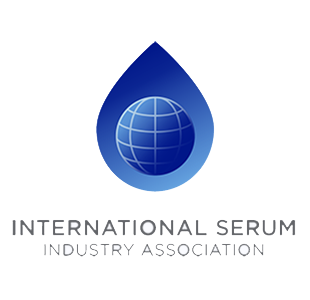 INTERNATIONAL SERUM
INDUSTRY ASSOCIATION